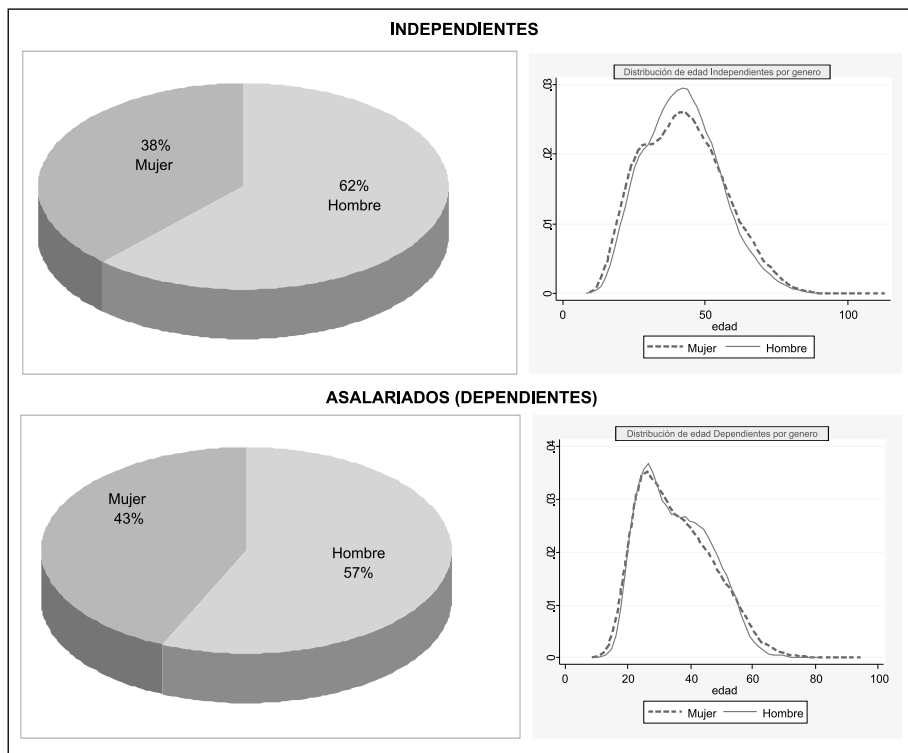 INDEPENDIENTES
38%
Mujer
62%
Hombre
Distribución de edad Independientes por genero
.03
.02
.01
0
0 50 100
edad
Mujer Hombre
ASALARIADOS (DEPENDIENTES)
Mujer
43%
Hombre
57%
Distribución de edad Dependientes por genero
.04
.03
.02
.01
0
0 20 40 60 80 100
edad
Mujer Hombre